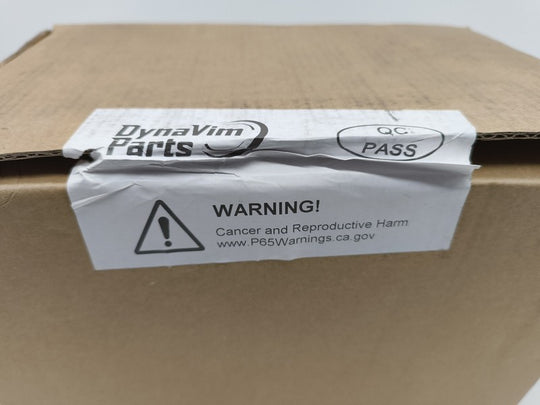 DynaVim
Parts
QC.
PASS
WARNING!
Cancer and Reproductive Harm
www.P65Warnings.ca.gov